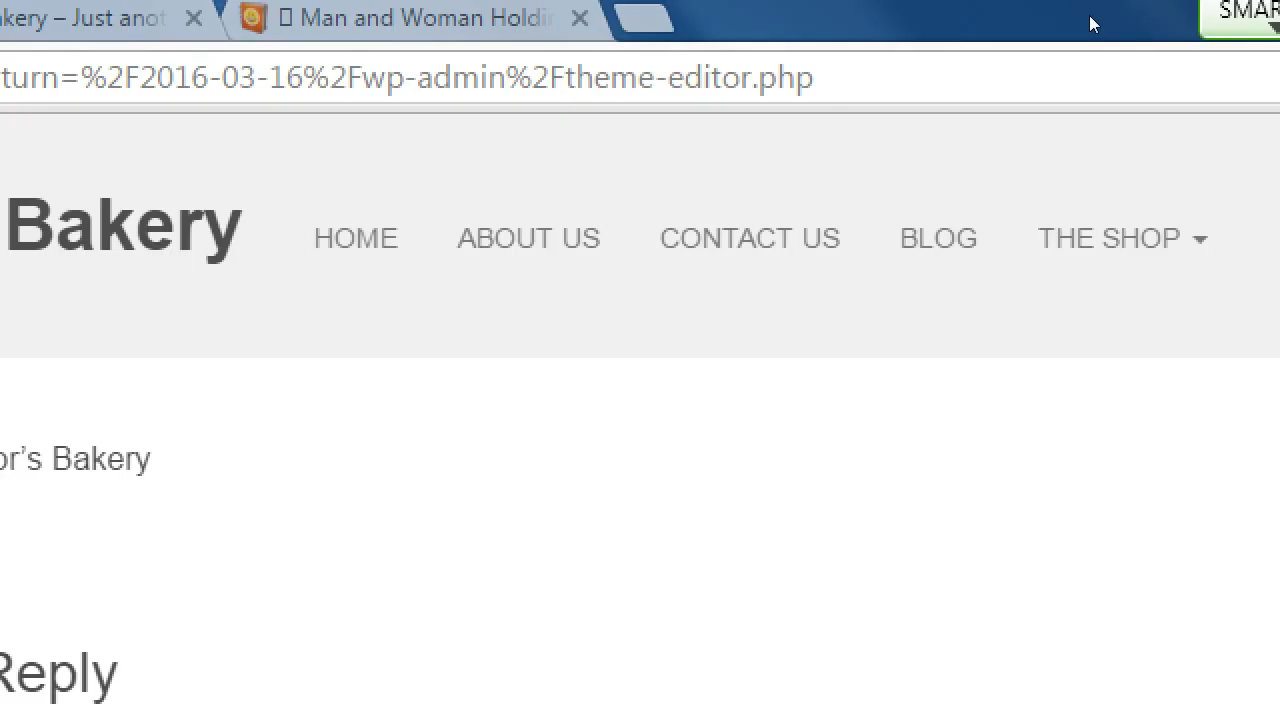 kery – Just anot
Man and Woman Holdin
SMAR
turn=%2F2016-03-16%2Fwp-admin%2Ftheme-editor.php
Bakery
HOME
ABOUT US
CONTACT US
BLOG
THE SHOP
or’s Bakery
Reply